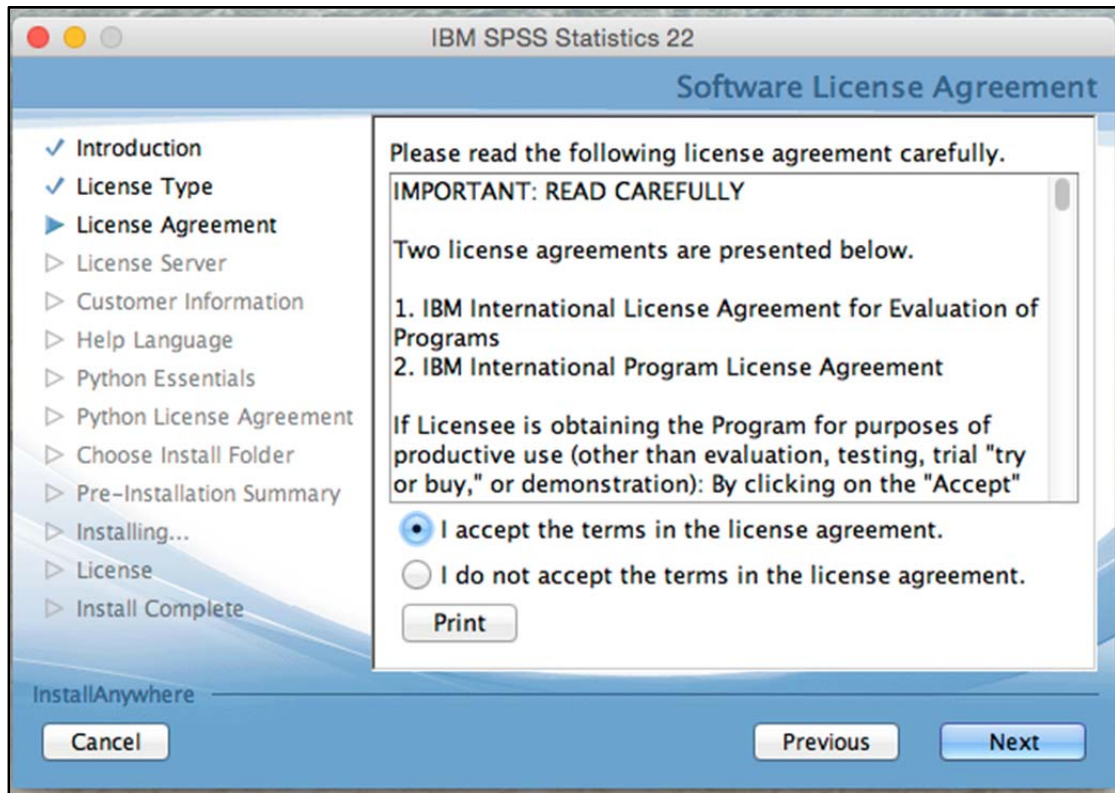 IBM SPSS Statistics 22
Software License Agreement
Introduction
License Type
License Agreement
License Server
Customer Information
Help Language
Python Essentials
Python License Agreement
Choose Install Folder
Pre-Installation Summary
Installing...
License
Install Complete
Please read the following license agreement carefully.
IMPORTANT: READ CAREFULLY
Two license agreements are presented below.
1. IBM International License Agreement for Evaluation of
Programs
2. IBM International Program License Agreement
If Licensee is obtaining the Program for purposes of
productive use (other than evaluation, testing, trial "try
or buy," or demonstration): By clicking on the "Accept"
I accept the terms in the license agreement.
I do not accept the terms in the license agreement.
Print
InstallAnywhere
Cancel
Previous
Next